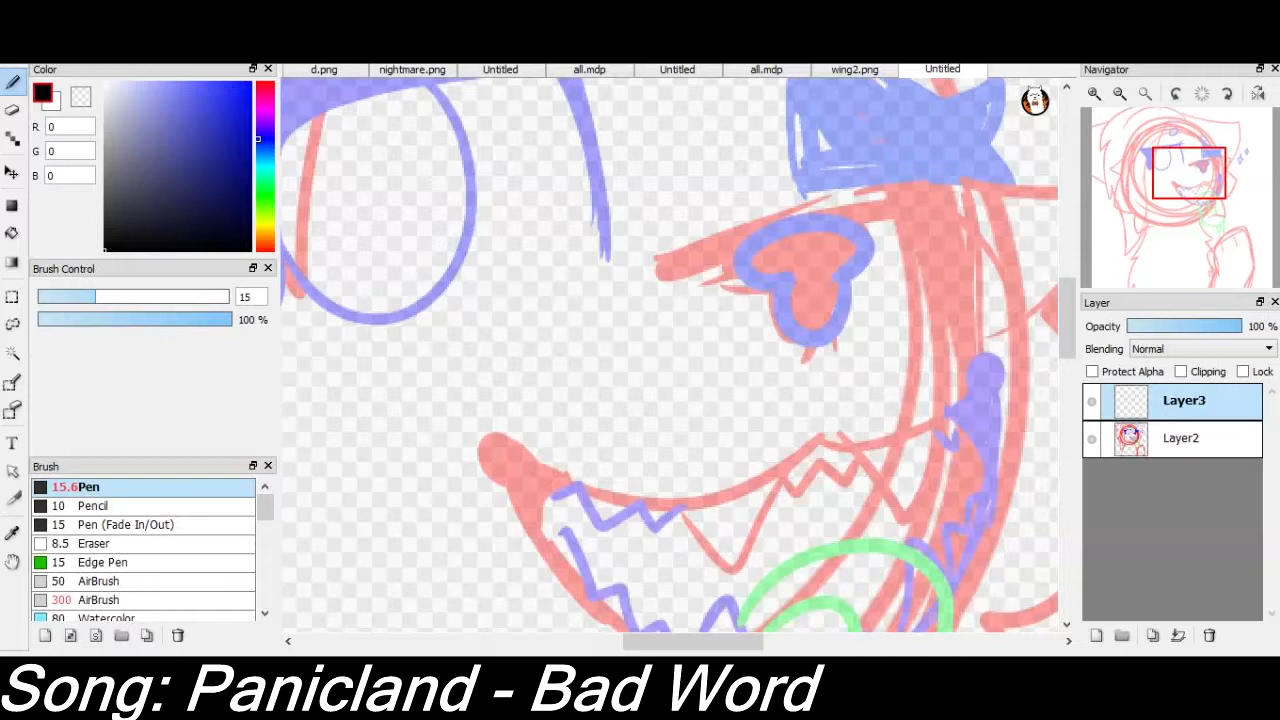 Color
R 0
G 0
B 0
Brush Control
15
100 %
Brush
15.6 Pen
10 Pencil
15 Pen (Fade In/Out)
8.5 Eraser
15 Edge Pen
50 AirBrush
300 AirBrush
80 Watercolor
d.png nightmare.png Untitled all.mdp Untitled all.mdp wing2.png Untitled
Navigator
Layer
Opacity 100 %
Blending Normal
Protect Alpha Clipping Lock
Layer3
Layer2
Song: Panicland - Bad Word